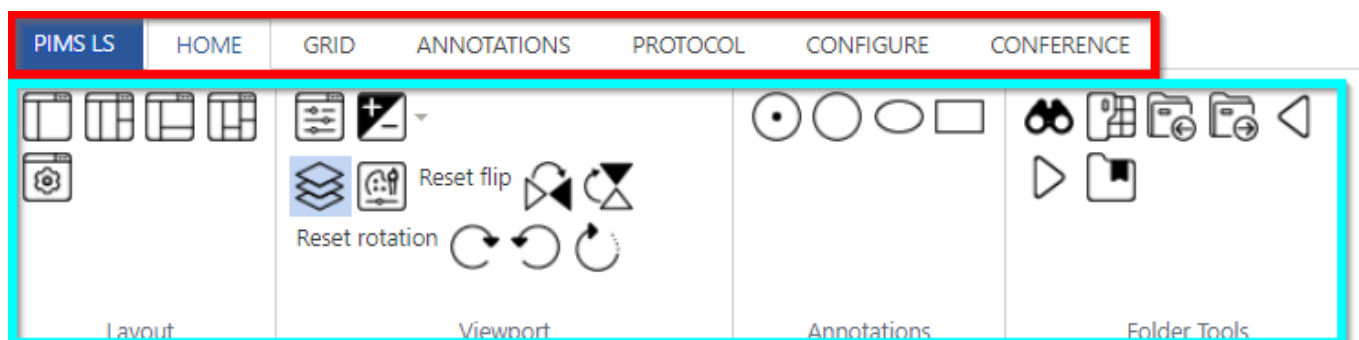 PIMS LS HOME GRID ANNOTATIONS PROTOCOL CONFIGURE CONFERENCE
Reset flip
Reset rotation
Layout Viewport Annotations Folder Tools